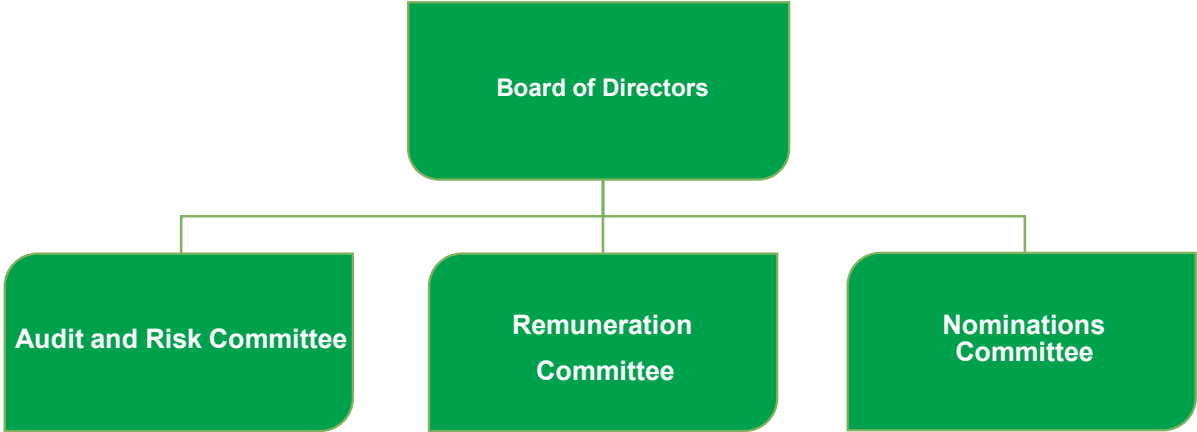 Board of Directors
Audit and Risk Committee
Remuneration
Committee
Nominations
Committee